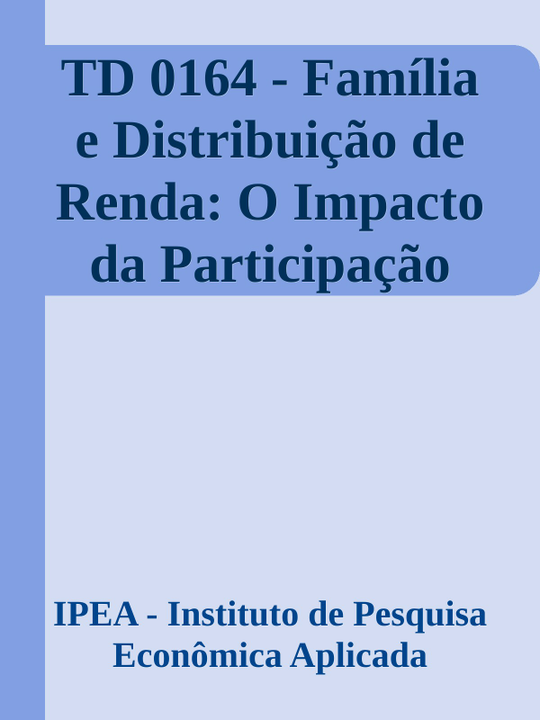 TD 0164 - Família
e Distribuição de
Renda: O Impacto
da Participação
IPEA - Instituto de Pesquisa
Econômica Aplicada